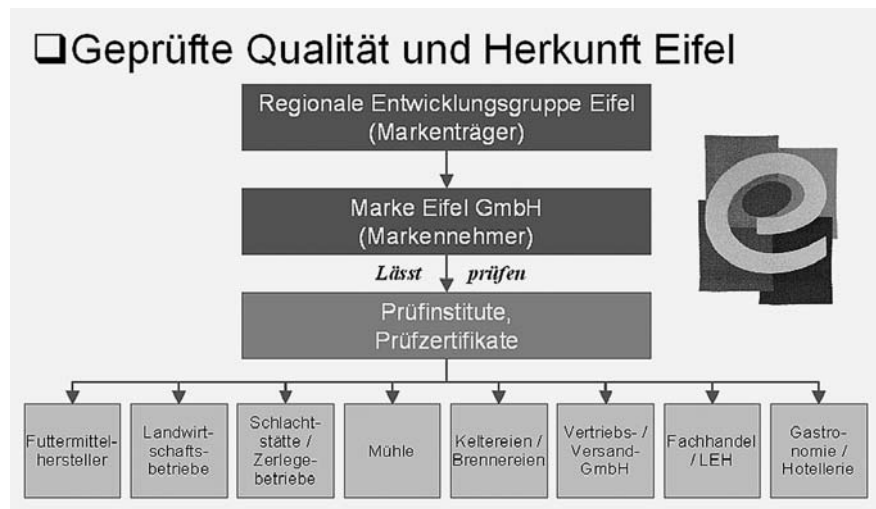 ❑Geprüfte Qualität und Herkunft Eifel
Regionale Entwicklungsgruppe Eifel
(Markenträger)
Marke Eifel GmbH
(Markennehmer)
Lässt prüfen
Prüfinstitute,
Prüfzertifikate
Futtermittel-
hersteller
Landwirt-
schafts-
betriebe
Schlacht-
stätte /
Zerlege-
betriebe
Mühle
Keltereien /
Brennereien
Vertriebs- /
Versand-
GmbH
Fachhandel
/ LEH
Gastro-
nomie /
Hotellerie
e